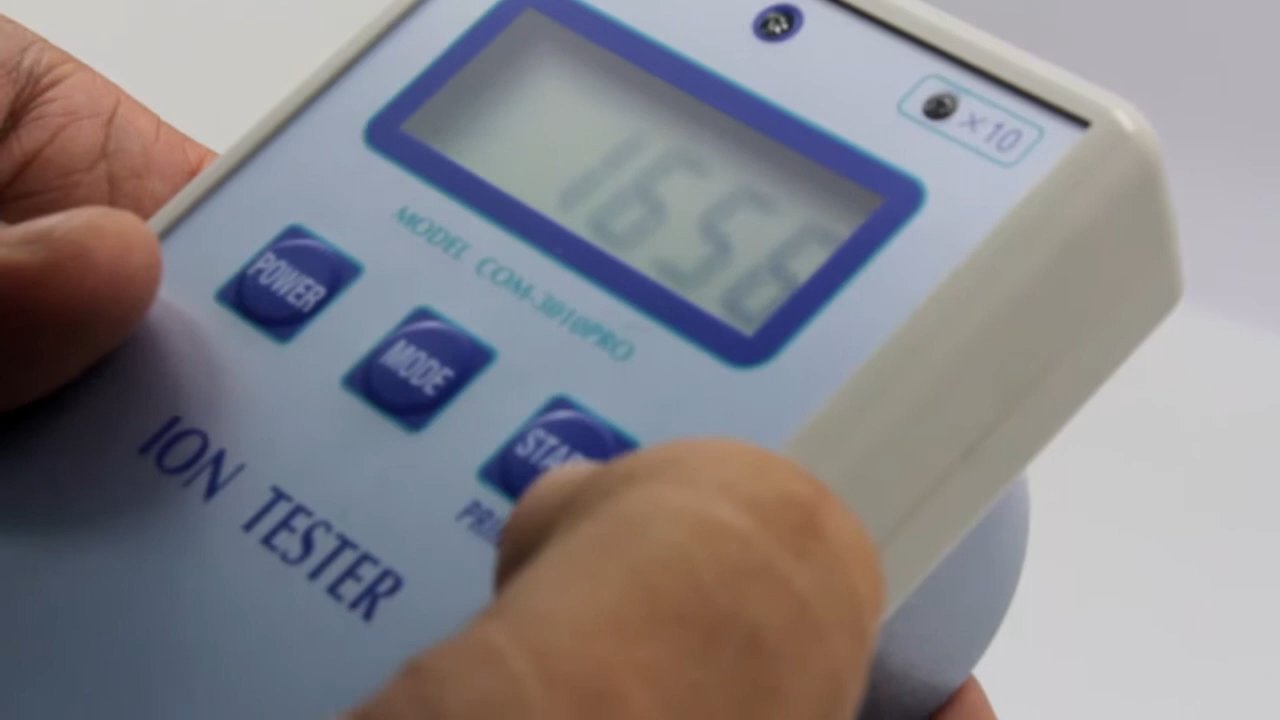 ×10
1656
MODEL COM-3010PRO
POWER
MODE
ION TESTER